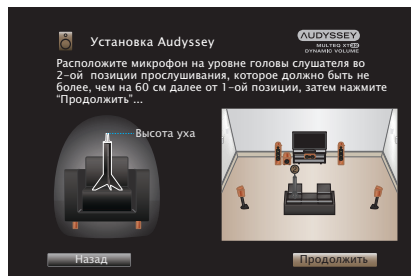 Установка Audyssey
AUDYSSEY
MULTEQ XT32
DYNAMIC VOLUME
Расположите микрофон на уровне головы слушателя во
2-ой позиции прослушивания, которое должно быть не
более, чем на 60 см далее от 1-ой позиции, затем нажмите
“Продолжить”...
Высота уха
Назад
Продолжить